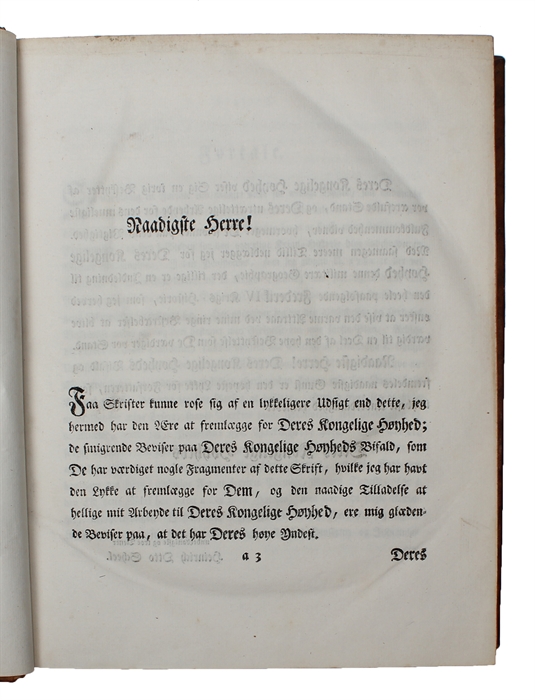 Naadigste Herre!
Faa Skrifter kunne rose sig af en lykkeligere Udsigt end dette, jeg
hermed har den Ære at fremlægge for Deres Kongelige Høyhed;
de smigrende Beviser paa Deres Kongelige Høyheds Bifald, som
De har værdiget nogle Fragmenter af dette Skrift, hvilke jeg har havt
den Lykke at fremlægge for Dem, og den naadige Tilladelse at
hellige mit Arbeyde til Deres Kongelige Høyhed, ere mig glæden-
de Beviser paa, at det har Deres høye Yndest.
a 3
Deres